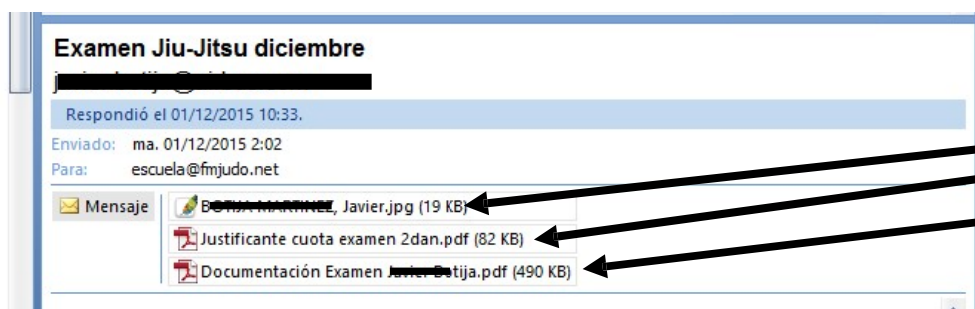 Examen Jiu-Jitsu diciembre
Respondió el 01/12/2015 10:33.
Enviado: ma. 01/12/2015 2:02
Para: escuela@fmjudo.net
Mensaje
, Javier.jpg (19 KB)
Justificante cuota examen 2dan.pdf (82 KB)
Documentación Examen .pdf (490 KB)